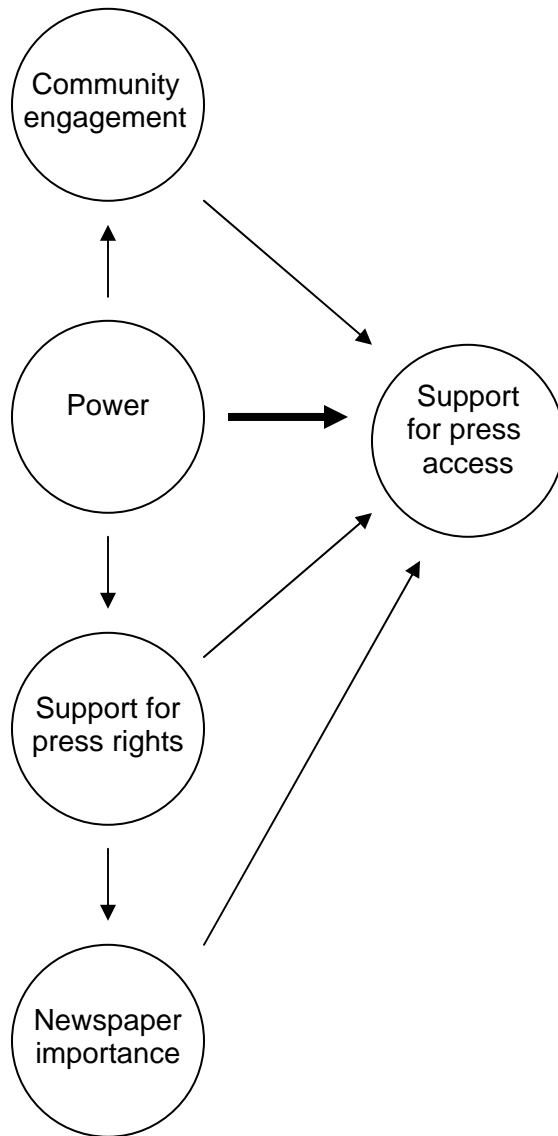 Community
engagement
Power
Support
for press
access
Support for
press rights
Newspaper
importance